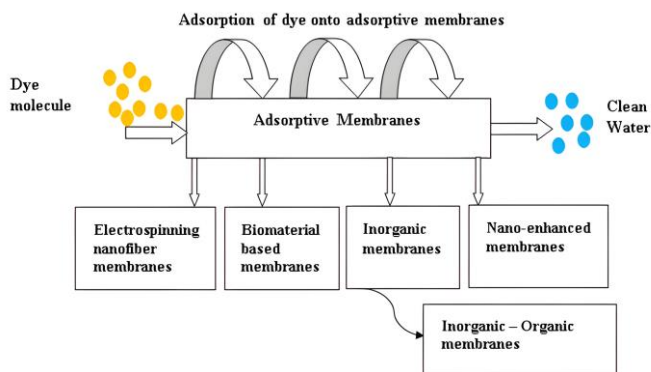 Adsorption of dye onto adsorptive membranes
Dye
molecule
Adsorptive Membranes
Clean
Water
Electrospinning
nanofiber
membranes
Biomaterial
based
membranes
Inorganic
membranes
Nano-enhanced
membranes
Inorganic – Organic
membranes